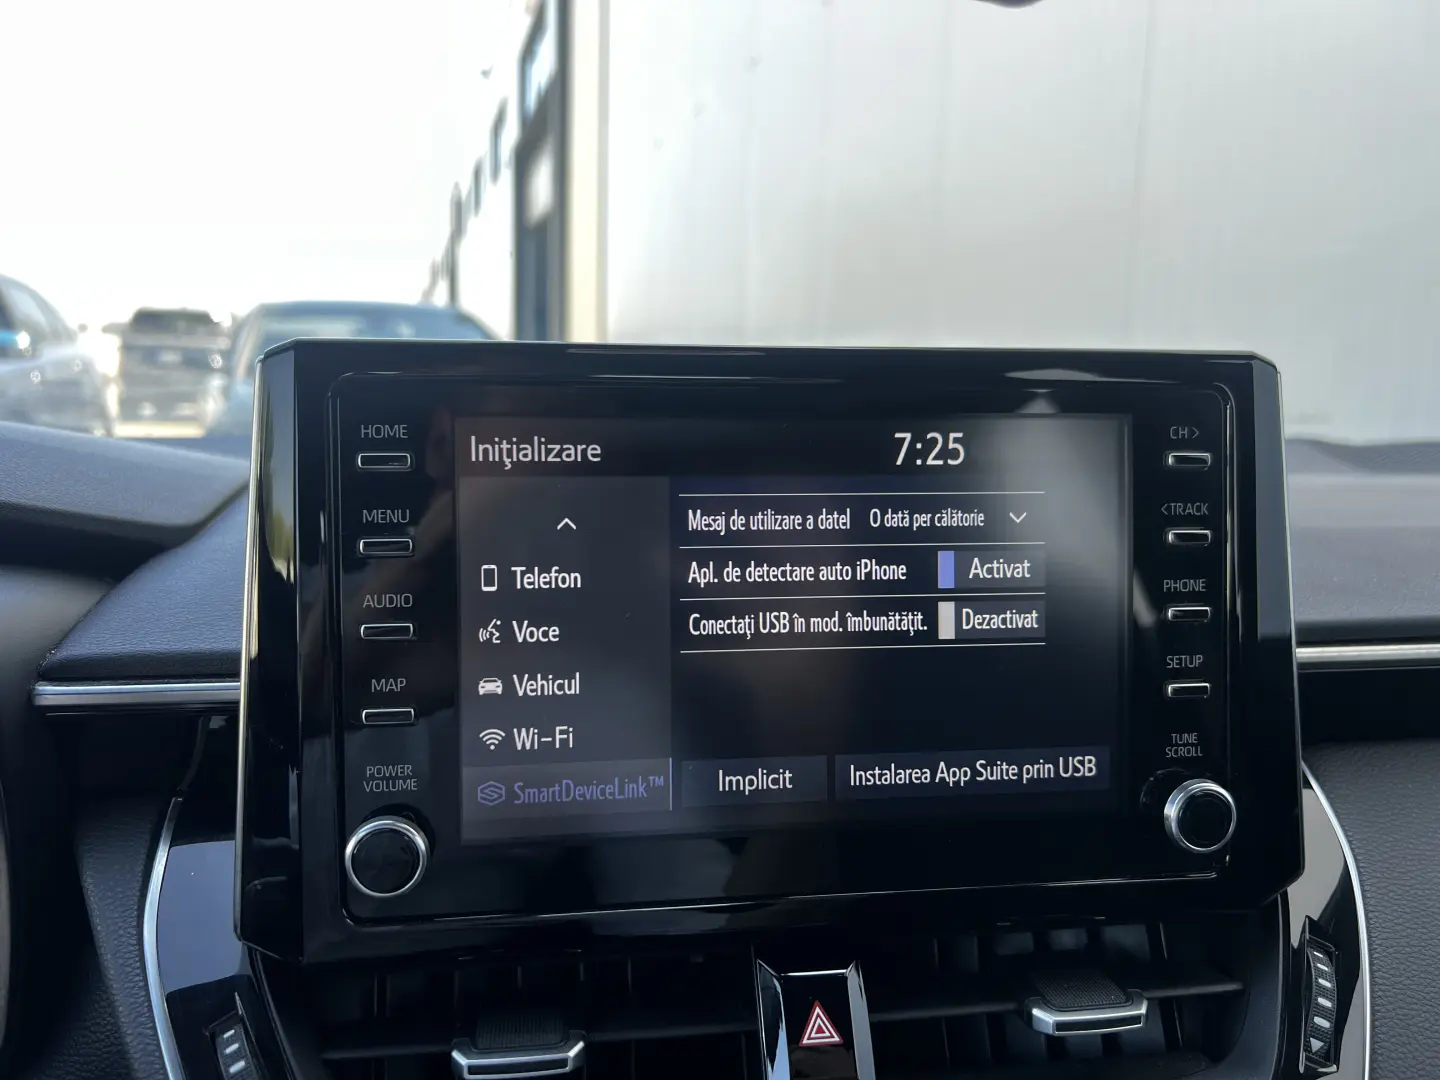 HOME
MENU
AUDIO
MAP
POWER
VOLUME
Iniţializare
7:25
Telefon
Voce
Vehicul
Wi-Fi
SmartDeviceLink™
Mesaj de utilizare a datel
O dată per călătorie
Apl. de detectare auto iPhone
Activat
Conectaţi USB în mod. îmbunătăţit.
Dezactivat
Implicit
Instalarea App Suite prin USB
CH >
< TRACK
PHONE
SETUP
TUNE
SCROLL